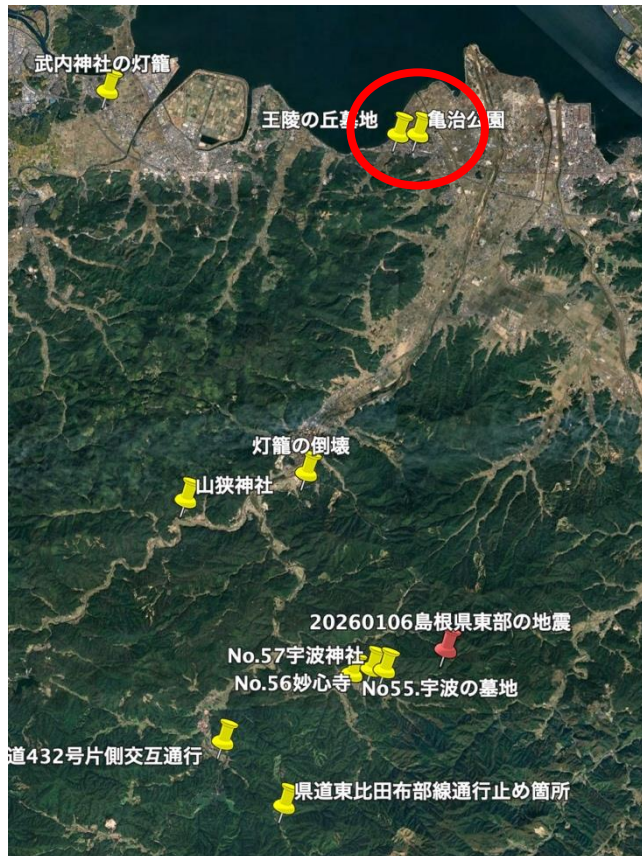 武内神社の灯籠
王陵の丘墓地
亀治公園
灯籠の倒壊
山狭神社
20260106島根県東部の地震
No.57宇波神社
No.56妙心寺
No55.宇波の墓地
道432号片側交互通行
県道東比田布部線通行止め箇所